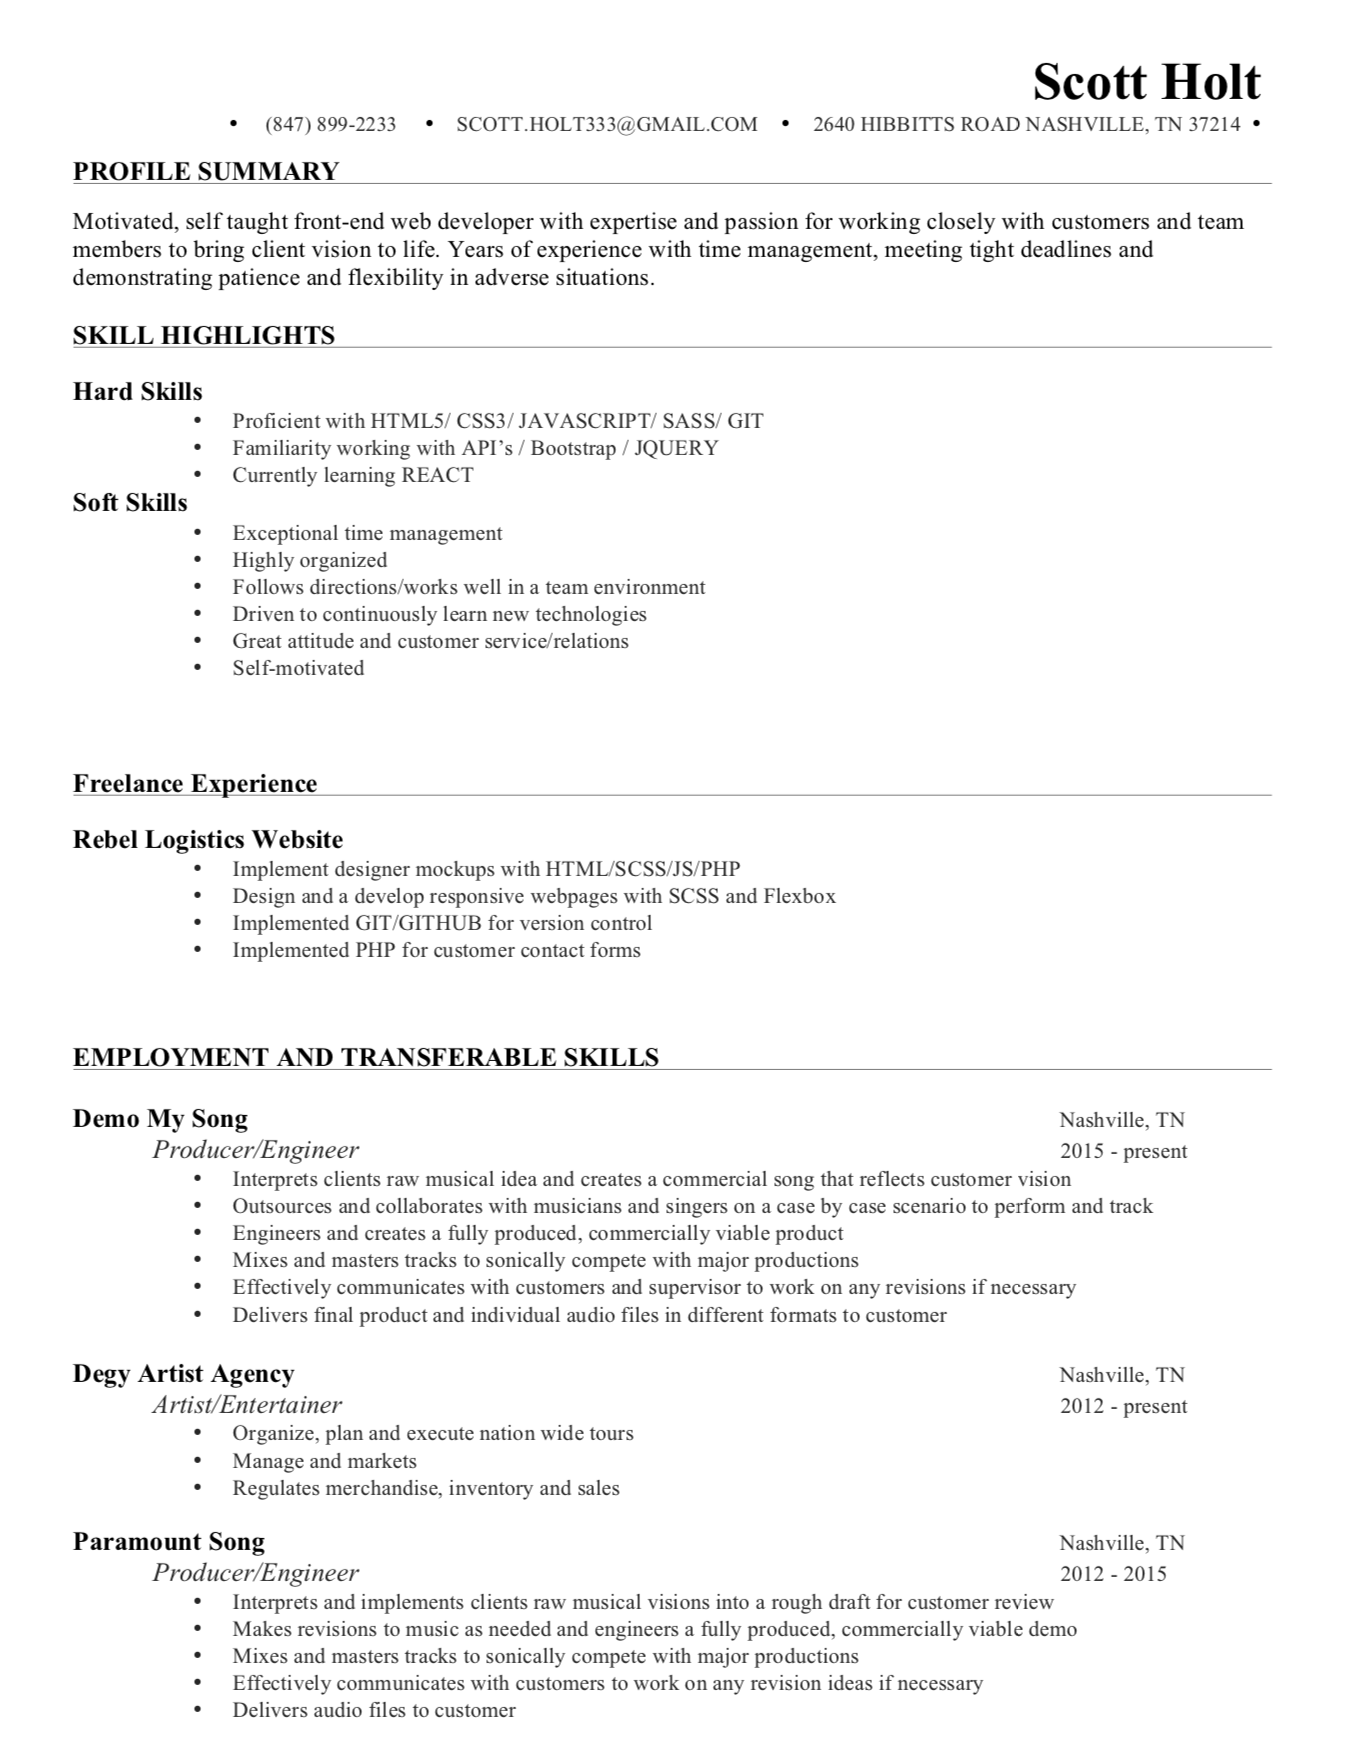 Scott Holt
• (847) 899-2233 • SCOTT.HOLT333@GMAIL.COM • 2640 HIBBITTS ROAD NASHVILLE, TN 37214 •
PROFILE SUMMARY
Motivated, self taught front-end web developer with expertise and passion for working closely with customers and team
members to bring client vision to life. Years of experience with time management, meeting tight deadlines and
demonstrating patience and flexibility in adverse situations.
SKILL HIGHLIGHTS
Hard Skills
• Proficient with HTML5/ CSS3/ JAVASCRIPT/ SASS/ GIT
• Familiarity working with API’s / Bootstrap / JQUERY
• Currently learning REACT
Soft Skills
• Exceptional time management
• Highly organized
• Follows directions/works well in a team environment
• Driven to continuously learn new technologies
• Great attitude and customer service/relations
• Self-motivated
Freelance Experience
Rebel Logistics Website
• Implement designer mockups with HTML/SCSS/JS/PHP
• Design and a develop responsive webpages with SCSS and Flexbox
• Implemented GIT/GITHUB for version control
• Implemented PHP for customer contact forms
EMPLOYMENT AND TRANSFERABLE SKILLS
Demo My Song Nashville, TN
Producer/Engineer 2015 - present
• Interprets clients raw musical idea and creates a commercial song that reflects customer vision
• Outsources and collaborates with musicians and singers on a case by case scenario to perform and track
• Engineers and creates a fully produced, commercially viable product
• Mixes and masters tracks to sonically compete with major productions
• Effectively communicates with customers and supervisor to work on any revisions if necessary
• Delivers final product and individual audio files in different formats to customer
Degy Artist Agency Nashville, TN
Artist/Entertainer 2012 - present
• Organize, plan and execute nation wide tours
• Manage and markets
• Regulates merchandise, inventory and sales
Paramount Song Nashville, TN
Producer/Engineer 2012 - 2015
• Interprets and implements clients raw musical visions into a rough draft for customer review
• Makes revisions to music as needed and engineers a fully produced, commercially viable demo
• Mixes and masters tracks to sonically compete with major productions
• Effectively communicates with customers to work on any revision ideas if necessary
• Delivers audio files to customer